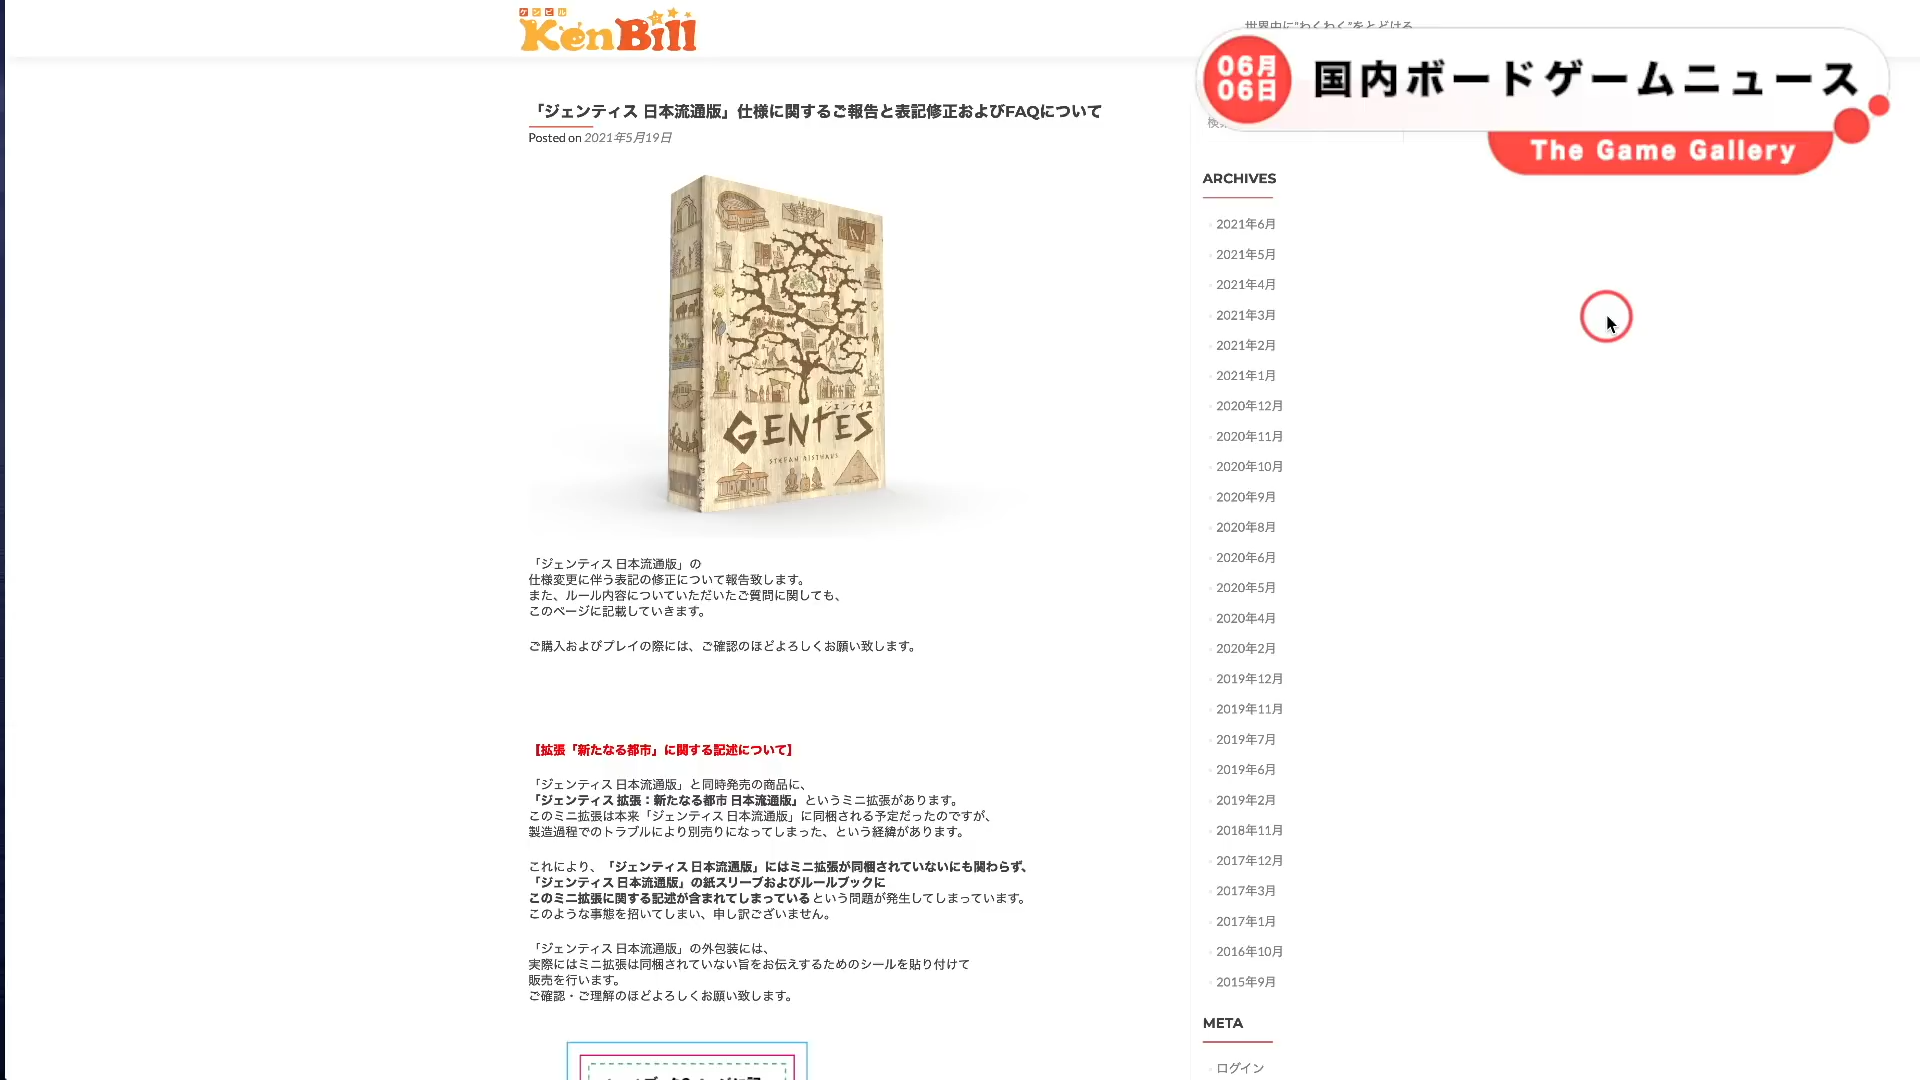 ケンビル
KenBill
世界中に"わくわく"をとどける
06月
06日
国内ボードゲームニュース
The Game Gallery
「ジェンティス 日本流通版」仕様に関するご報告と表記修正およびFAQについて
Posted on 2021年5月19日
ジェンティス
GENTES
STEFAN RISTHAUS
「ジェンティス 日本流通版」の
仕様変更に伴う表記の修正について報告致します。
また、ルール内容についていただいたご質問に関しても、
このページに記載していきます。
ご購入およびプレイの際には、ご確認のほどよろしくお願い致します。
【拡張「新たなる都市」に関する記述について】
「ジェンティス 日本流通版」と同時発売の商品に、
「ジェンティス 拡張：新たなる都市 日本流通版」というミニ拡張があります。
このミニ拡張は本来「ジェンティス 日本流通版」に同梱される予定だったのですが、
製造過程でのトラブルにより別売りになってしまった、という経緯があります。
これにより、「ジェンティス 日本流通版」にはミニ拡張が同梱されていないにも関わらず、
「ジェンティス 日本流通版」の紙スリーブおよびルールブックに
このミニ拡張に関する記述が含まれてしまっているという問題が発生してしまっています。
このような事態を招いてしまい、申し訳ございません。
「ジェンティス 日本流通版」の外包装には、
実際にはミニ拡張は同梱されていない旨をお伝えするためのシールを貼り付けて
販売を行います。
ご確認・ご理解のほどよろしくお願い致します。
検
ARCHIVES
2021年6月
2021年5月
2021年4月
2021年3月
2021年2月
2021年1月
2020年12月
2020年11月
2020年10月
2020年9月
2020年8月
2020年6月
2020年5月
2020年4月
2020年2月
2019年12月
2019年11月
2019年7月
2019年6月
2019年2月
2018年11月
2017年12月
2017年3月
2017年1月
2016年10月
2015年9月
META
ログイン